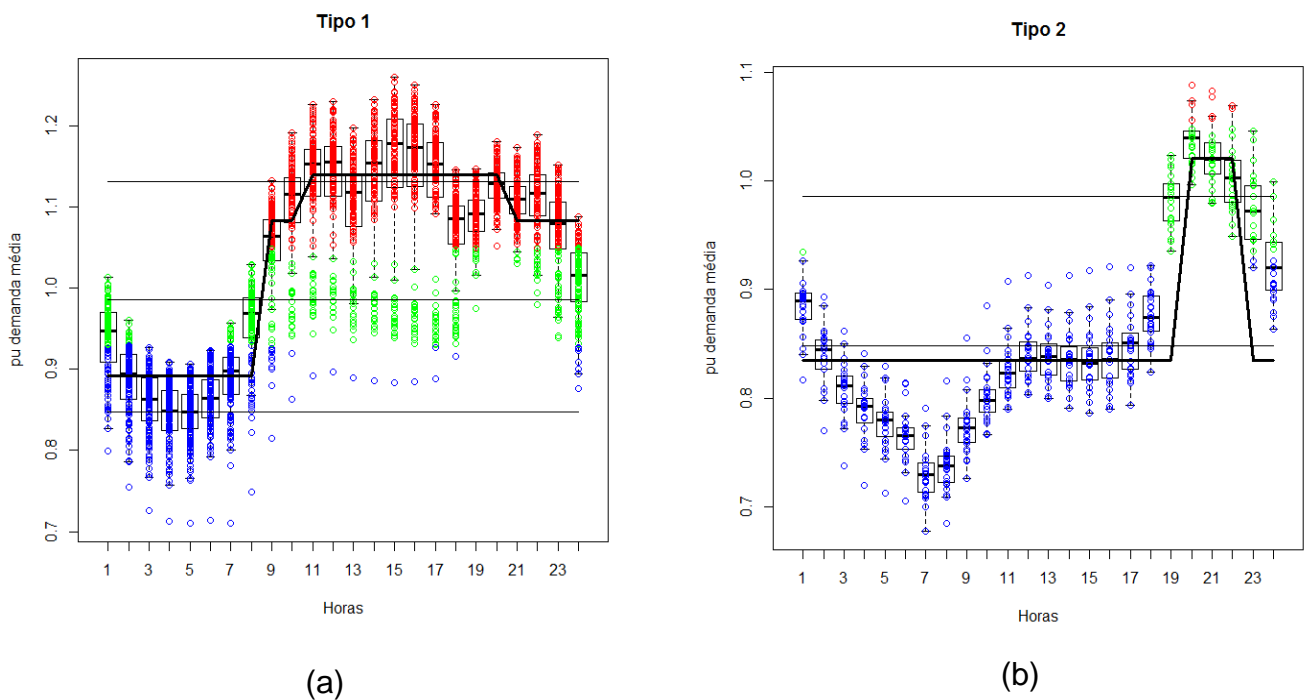 Tipo 1
pu demanda média
1.2
1.1
1.0
0.9
0.8
0.7
1 3 5 7 9 11 13 15 17 19 21 23
Horas
(a)
Tipo 2
pu demanda média
1.1
1.0
0.9
0.8
0.7
1 3 5 7 9 11 13 15 17 19 21 23
Horas
(b)